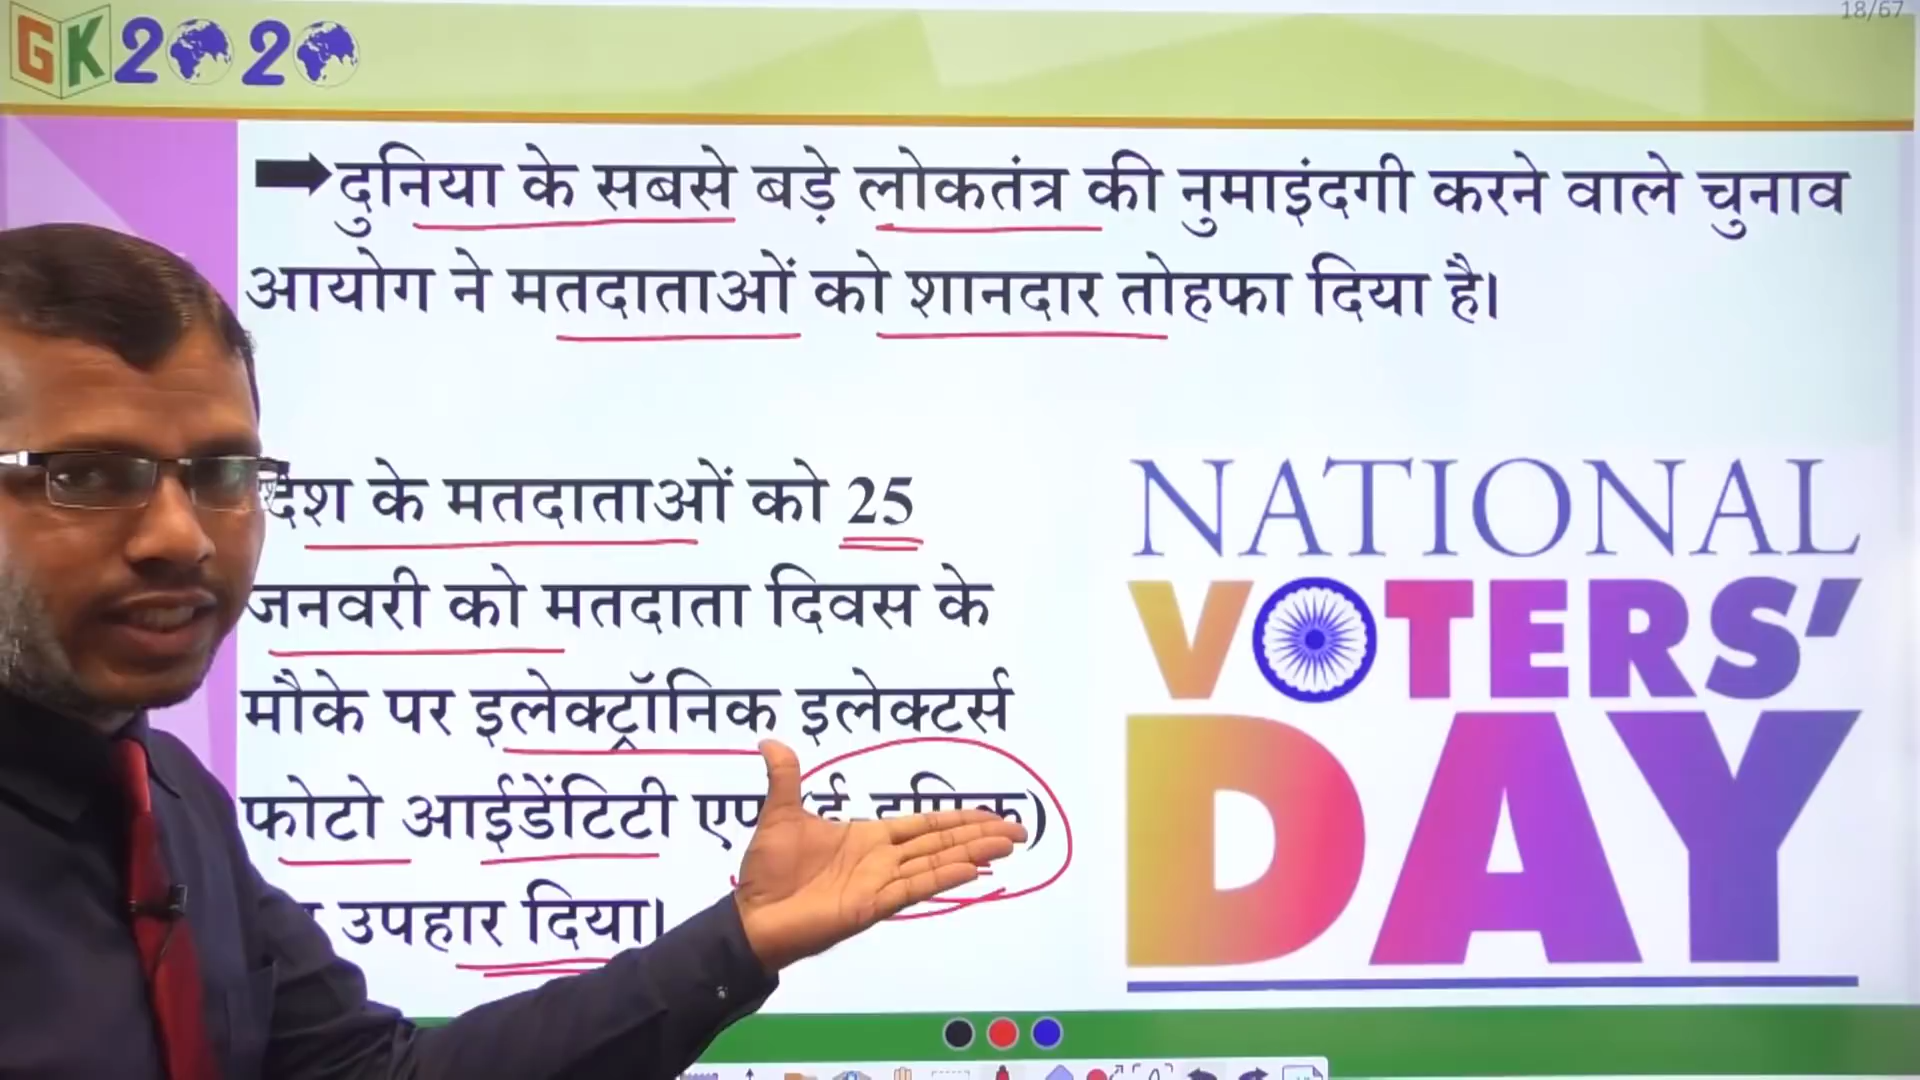 18/67
GK2020
दुनिया के सबसे बड़े लोकतंत्र की नुमाइंदगी करने वाले चुनाव
आयोग ने मतदाताओं को शानदार तोहफा दिया है।
देश के मतदाताओं को 25
जनवरी को मतदाता दिवस के
मौके पर इलेक्ट्रॉनिक इलेक्टर्स
फोटो आईडेंटिटी
उपहार दिया।
NATIONAL
VOTERS'
DAY